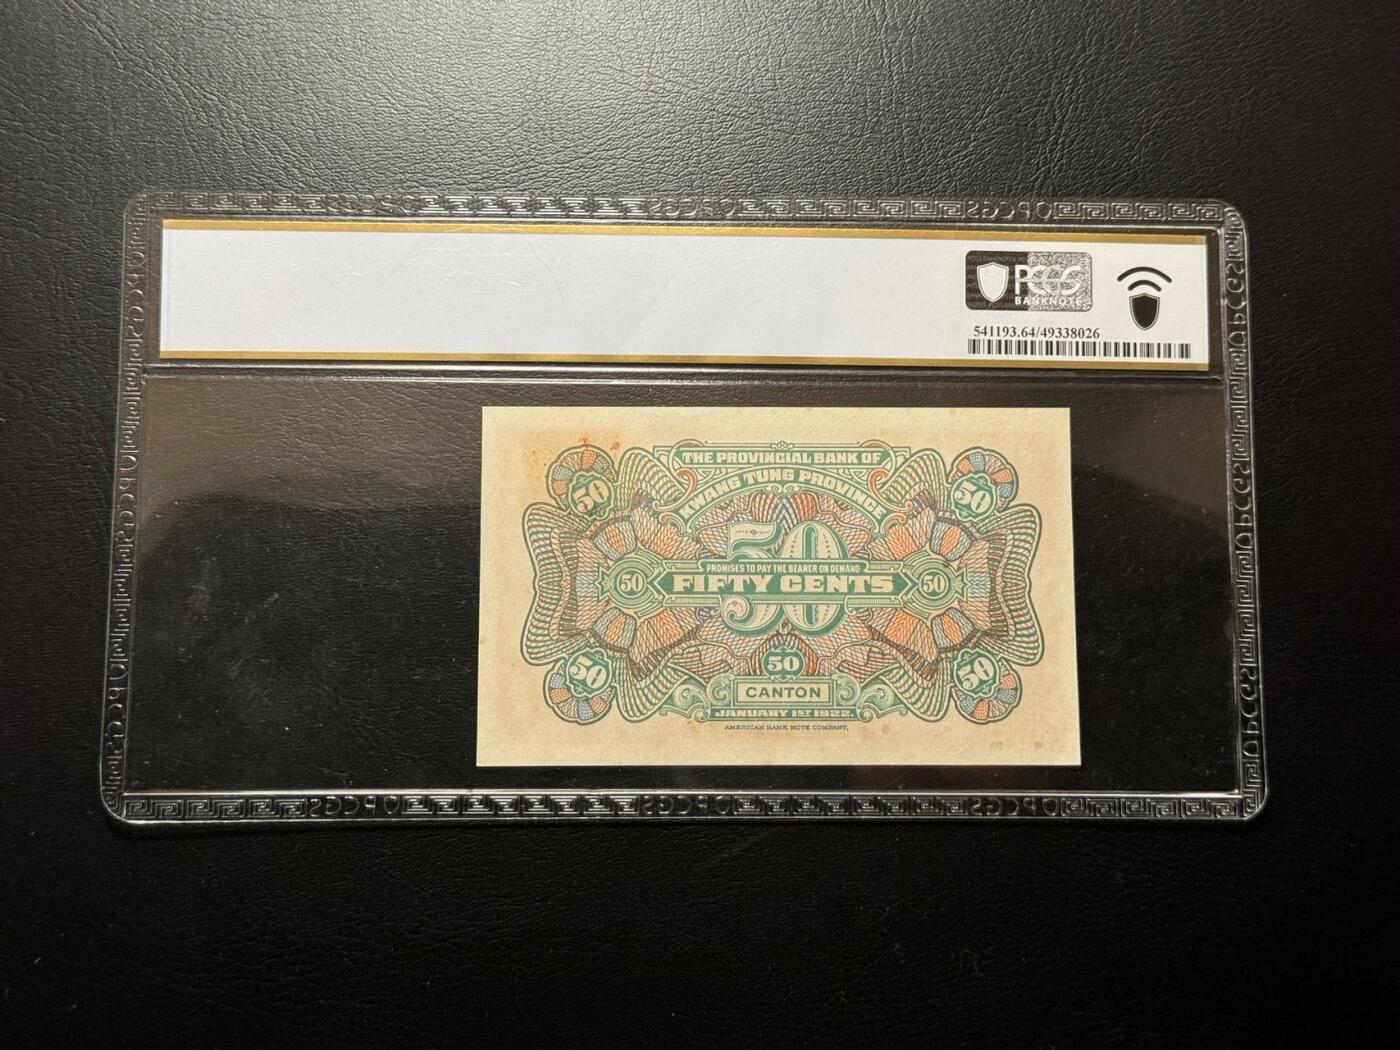 PCGS
BANKNOTE
541193.64/49338026
THE PROVINCIAL BANK OF
KWANG TUNG PROVINCE
50
50
50
PROMISES TO PAY THE BEARER ON DEMAND
50
FIFTY CENTS
50
50
50
50
CANTON
JANUARY 1ST 1922.
AMERICAN BANK NOTE COMPANY,